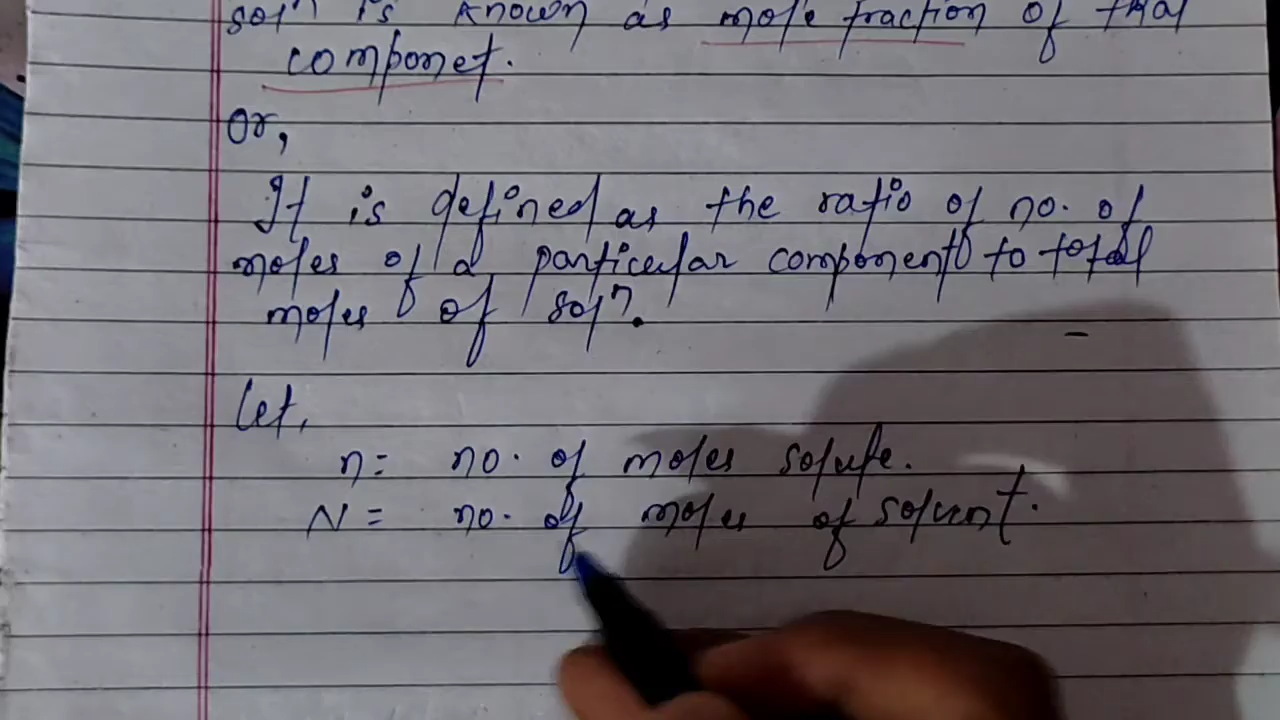 solⁿ is known as mole fraction of that
componet.
Or,
It is defined as the ratio of no. of
moles of a particular component to total
moles of solⁿ.
Let,
n = no. of moles solute.
N = no. of moles of solvent.